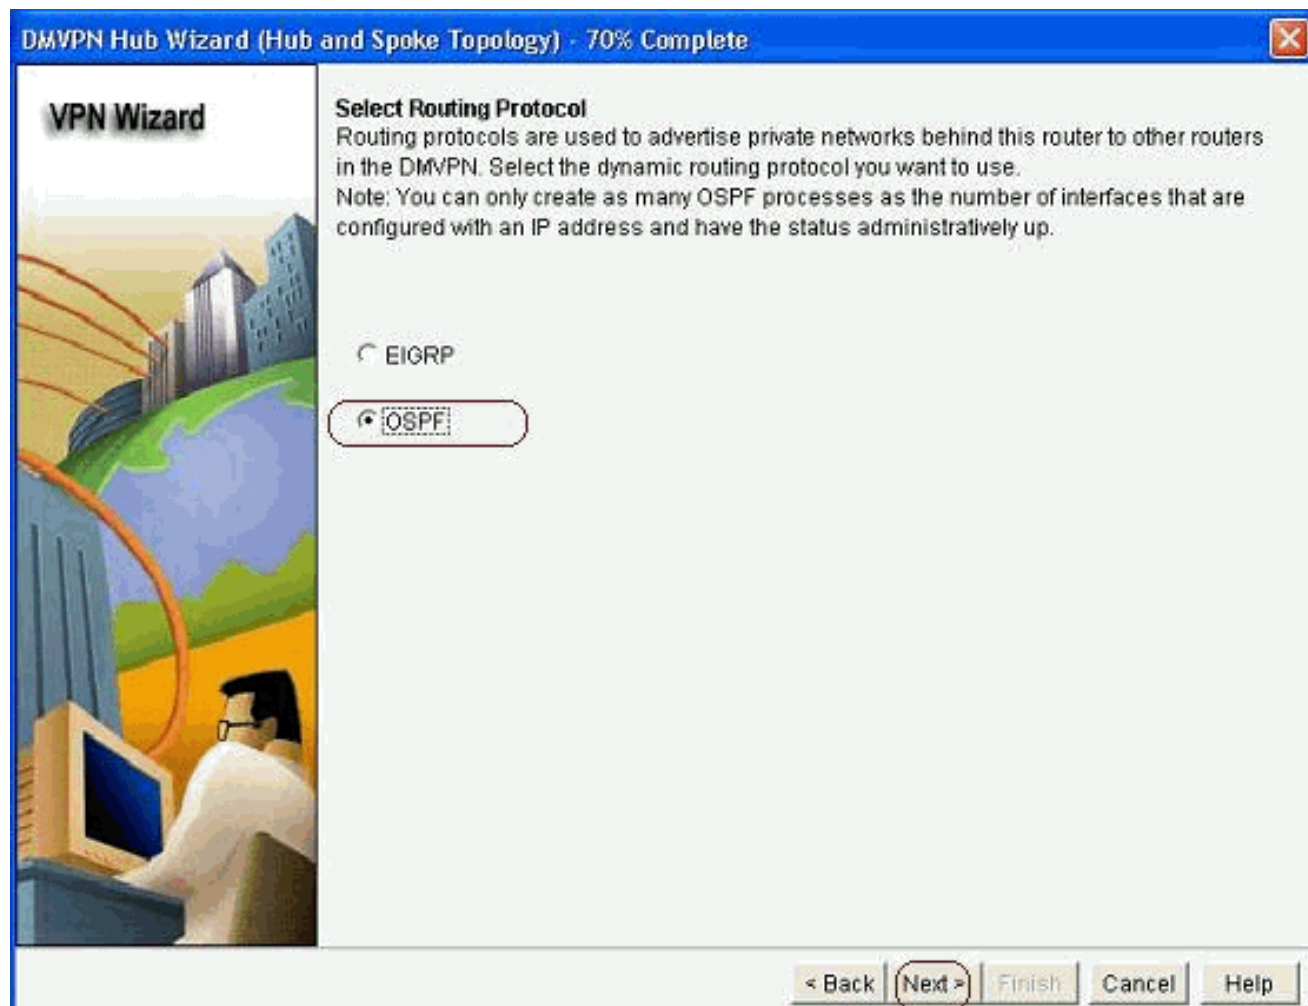 DMVPN Hub Wizard (Hub and Spoke Topology) - 70% Complete
VPN Wizard
Select Routing Protocol
Routing protocols are used to advertise private networks behind this router to other routers
in the DMVPN. Select the dynamic routing protocol you want to use.
Note: You can only create as many OSPF processes as the number of interfaces that are
configured with an IP address and have the status administratively up.
EIGRP
OSPF
< Back Next > Finish Cancel Help